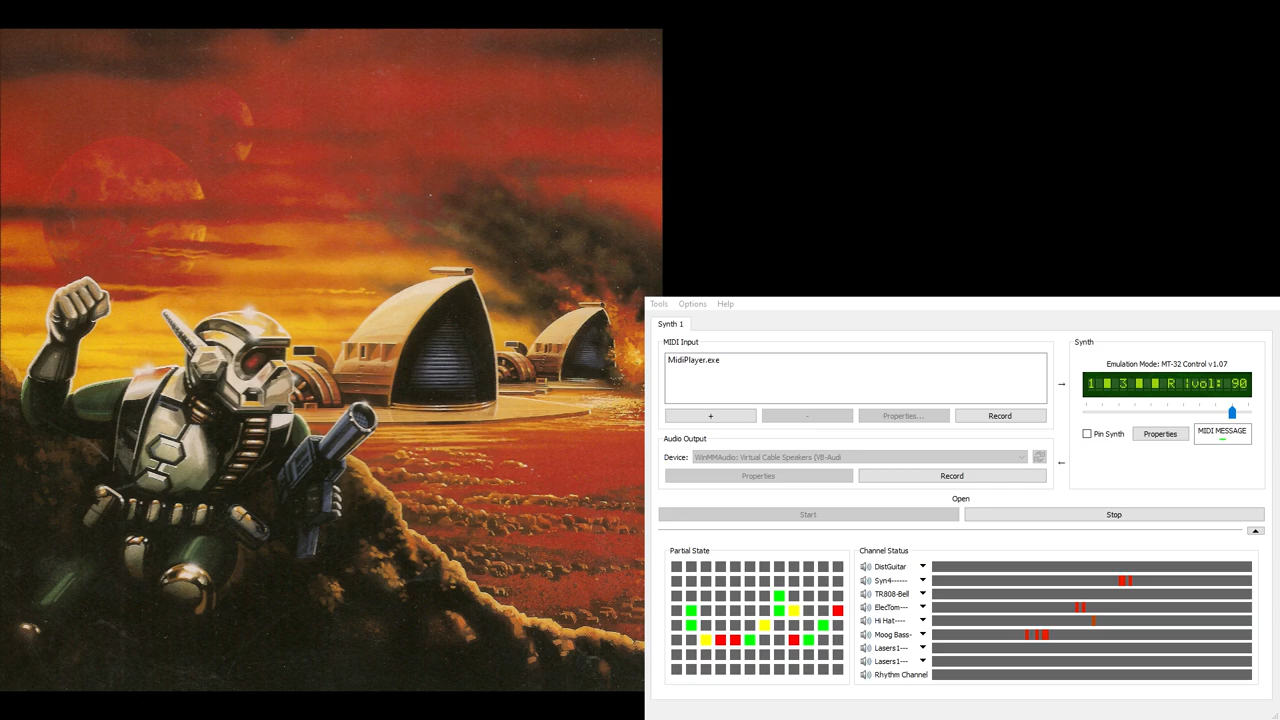 Tools Options Help
Synth 1
MIDI Input
MidiPlayer.exe
+ - Properties... Record
Audio Output
Device: WinMMAudio: Virtual Cable Speakers (VB-Audi
Properties Record
Synth
Emulation Mode: MT-32 Control v1.07
1 3 R |vol: 90
Pin Synth Properties MIDI MESSAGE
Open
Start Stop
Partial State
Channel Status
DistGuitar
Syn4------
TR808-Bell
ElecTom---
Hi Hat----
Moog Bass-
Lasers1---
Lasers1---
Rhythm Channel